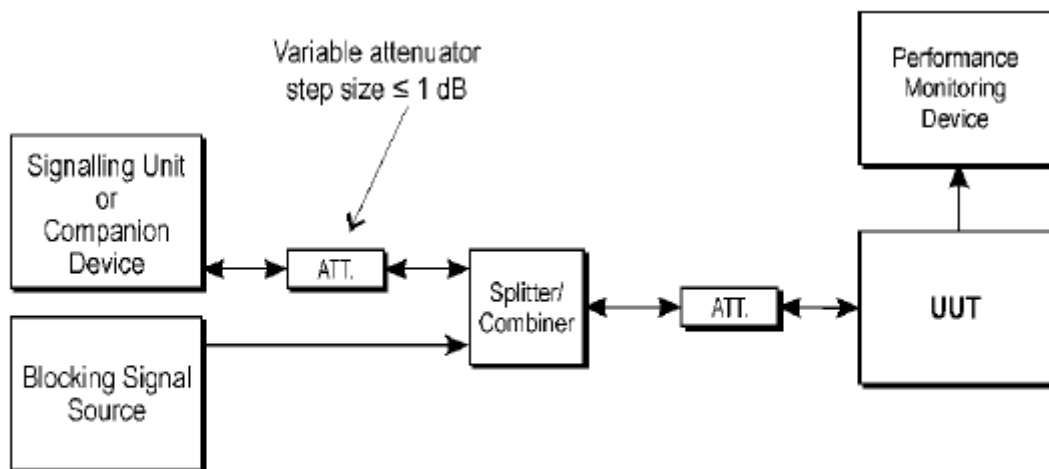 Variable attenuator
step size ≤ 1 dB
Performance
Monitoring
Device
Signalling Unit
or
Companion
Device
ATT.
Splitter/
Combiner
ATT.
UUT
Blocking Signal
Source